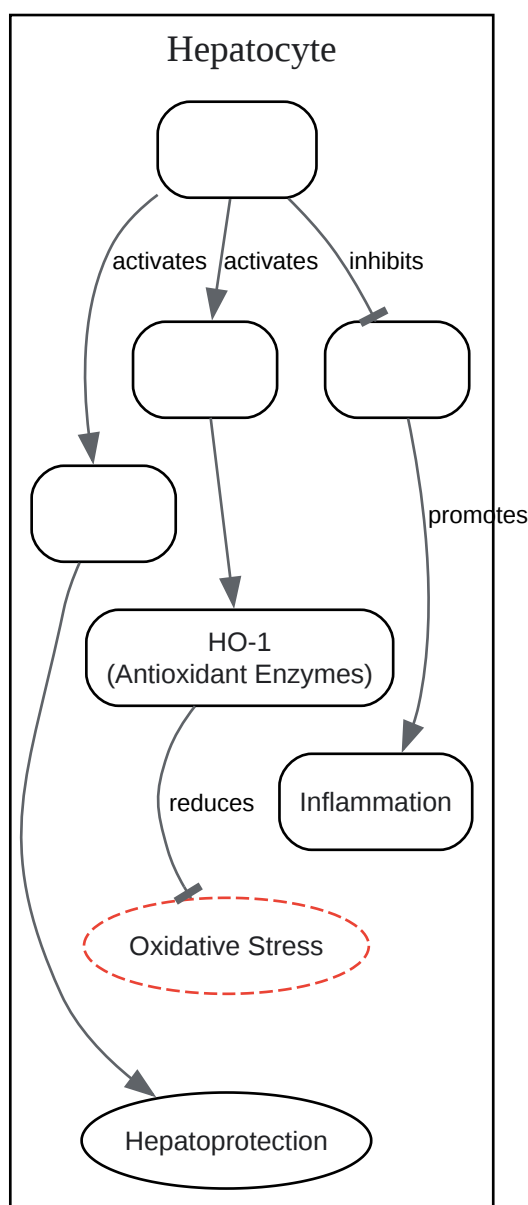 Hepatocyte
activates
activates
inhibits
promotes
HO-1
(Antioxidant Enzymes)
reduces
Inflammation
Oxidative Stress
Hepatoprotection